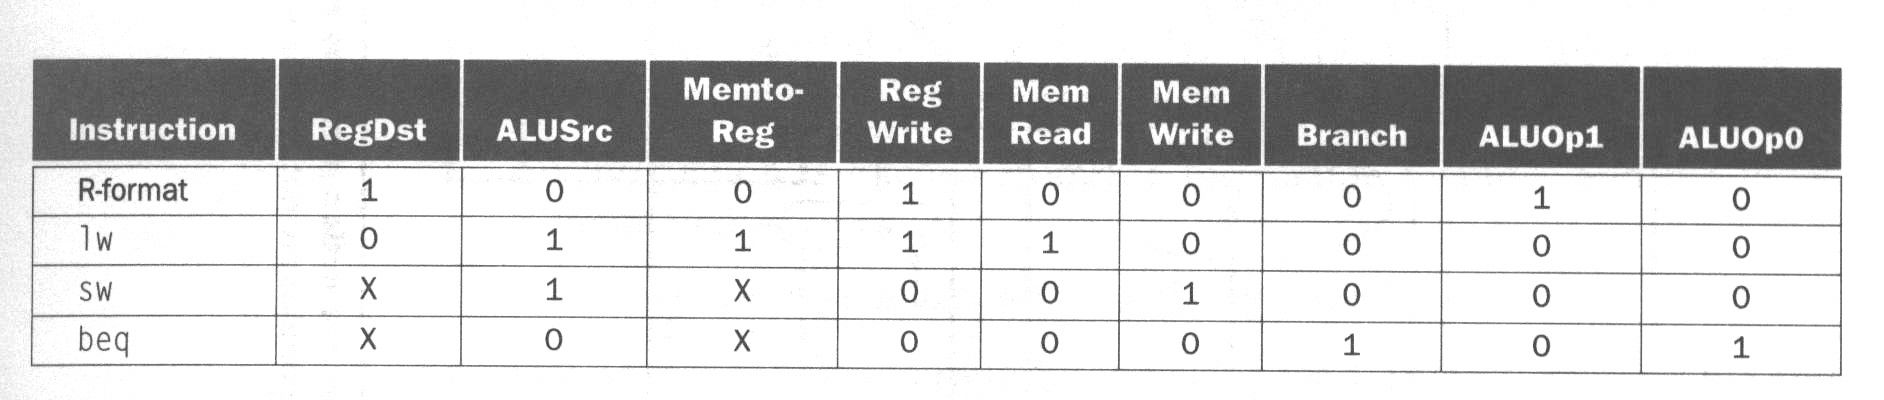 Instruction RegDst ALUSrc Memto-Reg Reg Write Mem Read Mem Write Branch ALUOp1 ALUOp0
R-format 1 0 0 1 0 0 0 1 0
lw 0 1 1 1 1 0 0 0 0
sw X 1 X 0 0 1 0 0 0
beq X 0 X 0 0 0 1 0 1